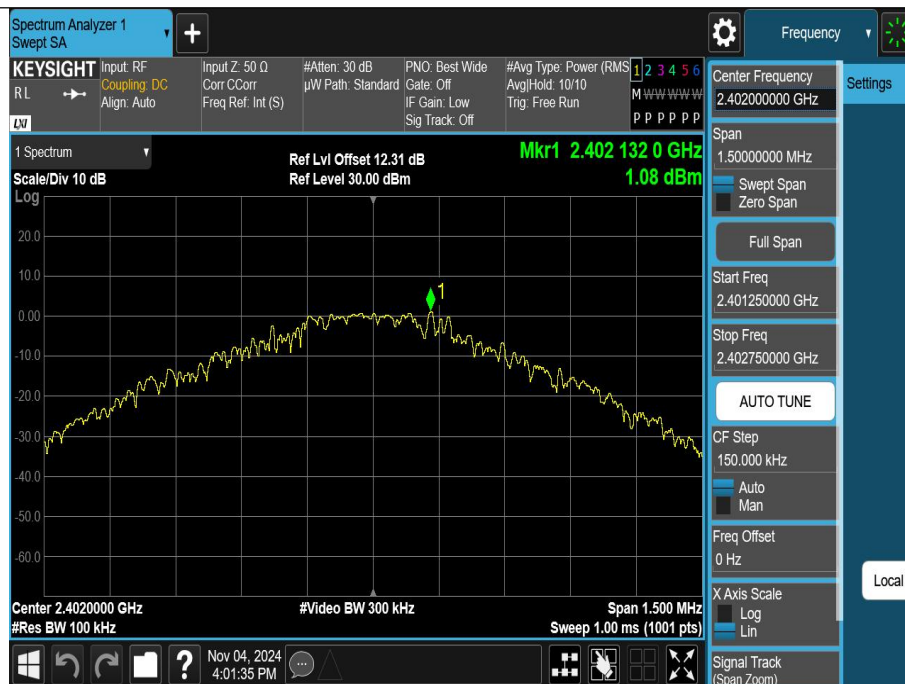 Spectrum Analyzer 1
Swept SA
+
Frequency
KEYSIGHT
RL
LXI
Input: RF
Coupling: DC
Align: Auto
Input Z: 50 Ω
Corr CCorr
Freq Ref: Int (S)
#Atten: 30 dB
µW Path: Standard
PNO: Best Wide
Gate: Off
IF Gain: Low
Sig Track: Off
#Avg Type: Power (RMS
Avg|Hold: 10/10
Trig: Free Run
1 2 3 4 5 6
M W W W W W
P P P P P P
1 Spectrum
Scale/Div 10 dB
Log
Ref Lvl Offset 12.31 dB
Ref Level 30.00 dBm
Mkr1 2.402 132 0 GHz
1.08 dBm
20.0
10.0
0.00
-10.0
-20.0
-30.0
-40.0
-50.0
-60.0
1
Center 2.4020000 GHz
#Res BW 100 kHz
#Video BW 300 kHz
Span 1.500 MHz
Sweep 1.00 ms (1001 pts)
?
Nov 04, 2024
4:01:35 PM
Center Frequency
2.402000000 GHz
Span
1.50000000 MHz
Swept Span
Zero Span
Full Span
Start Freq
2.401250000 GHz
Stop Freq
2.402750000 GHz
AUTO TUNE
CF Step
150.000 kHz
Auto
Man
Freq Offset
0 Hz
X Axis Scale
Log
Lin
Signal Track
(Span Zoom)
Settings
Local